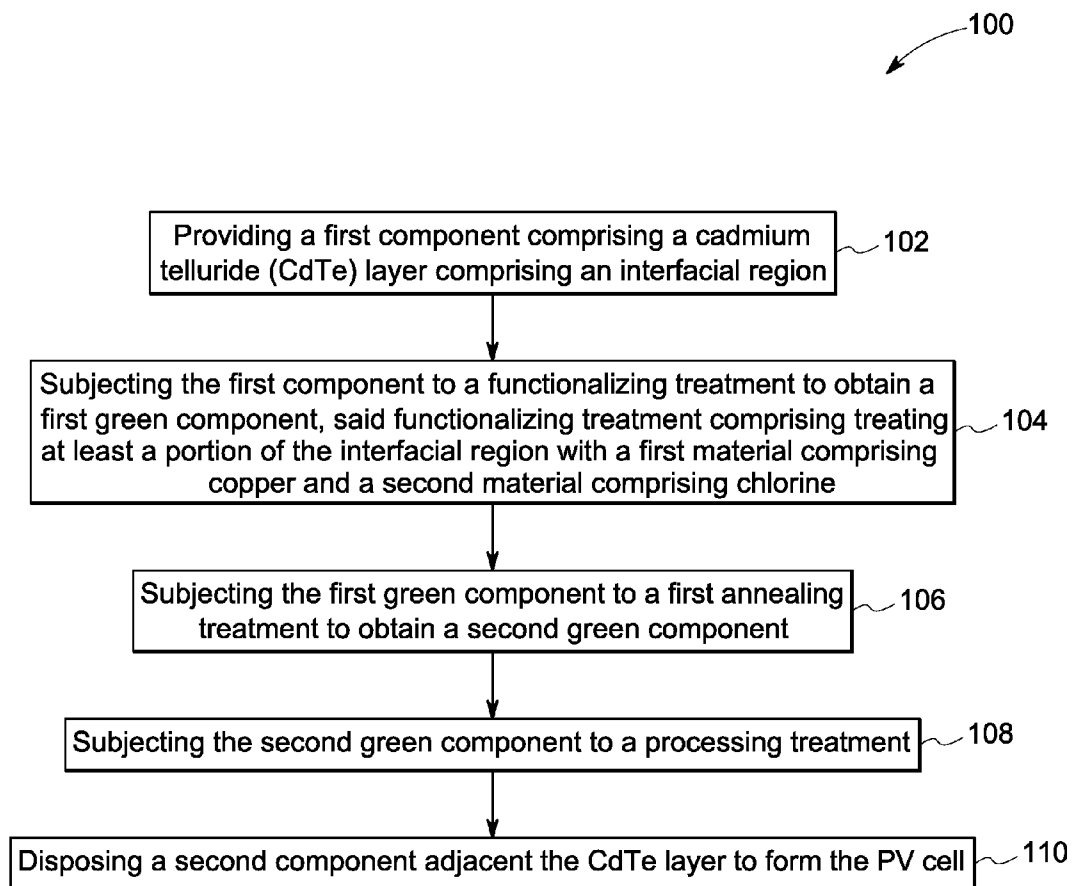 100
Providing a first component comprising a cadmium
telluride (CdTe) layer comprising an interfacial region
102
Subjecting the first component to a functionalizing treatment to obtain a
first green component, said functionalizing treatment comprising treating
at least a portion of the interfacial region with a first material comprising
copper and a second material comprising chlorine
104
Subjecting the first green component to a first annealing
treatment to obtain a second green component
106
Subjecting the second green component to a processing treatment
108
Disposing a second component adjacent the CdTe layer to form the PV cell
110